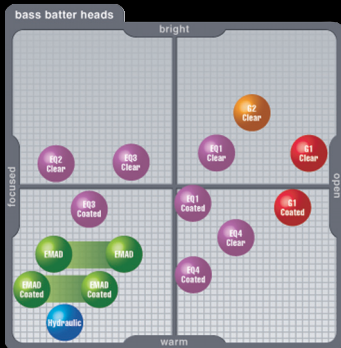 bass batter heads
bright
G2
Clear
EQ1
Clear
G1
Clear
EQ2
Clear
EQ3
Clear
focused
open
EQ3
Coated
EQ1
Coated
G1
Coated
EQ4
Clear
EMAD
EMAD
EQ4
Coated
EMAD
Coated
EMAD
Coated
Hydraulic
warm